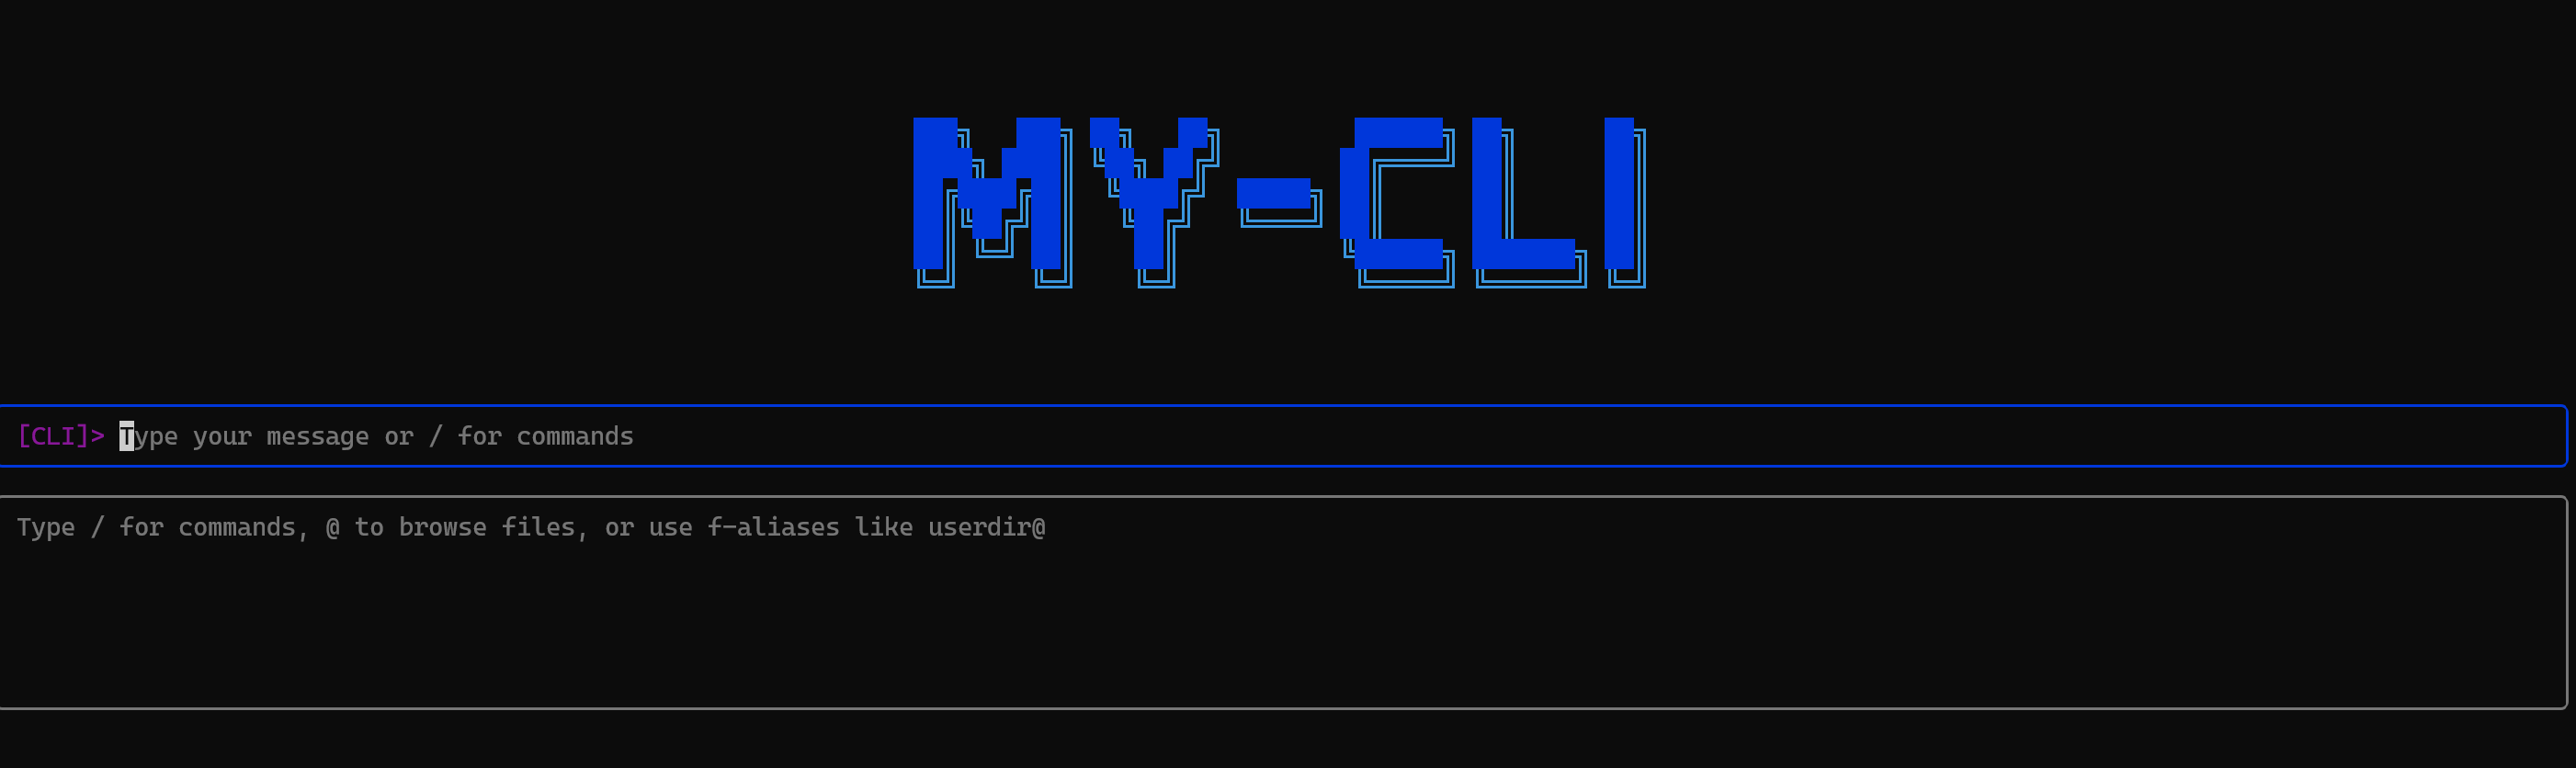 MY-CLI
[CLI]> Type your message or / for commands
Type / for commands, @ to browse files, or use f-aliases like userdir@